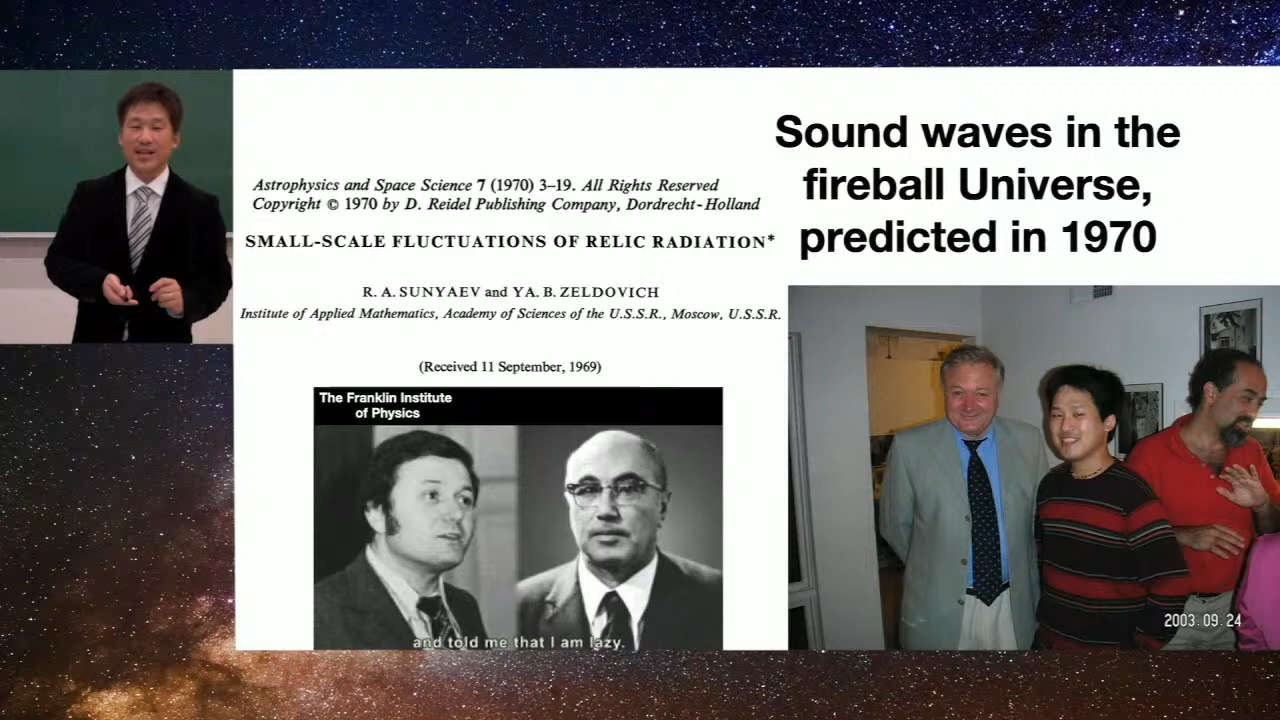 Sound waves in the
fireball Universe,
predicted in 1970
Astrophysics and Space Science 7 (1970) 3–19. All Rights Reserved
Copyright © 1970 by D. Reidel Publishing Company, Dordrecht-Holland
SMALL-SCALE FLUCTUATIONS OF RELIC RADIATION*
R. A. SUNYAEV and YA. B. ZELDOVICH
Institute of Applied Mathematics, Academy of Sciences of the U.S.S.R., Moscow, U.S.S.R.
(Received 11 September, 1969)
The Franklin Institute
of Physics
and told me that I am lazy.
2003.09.24